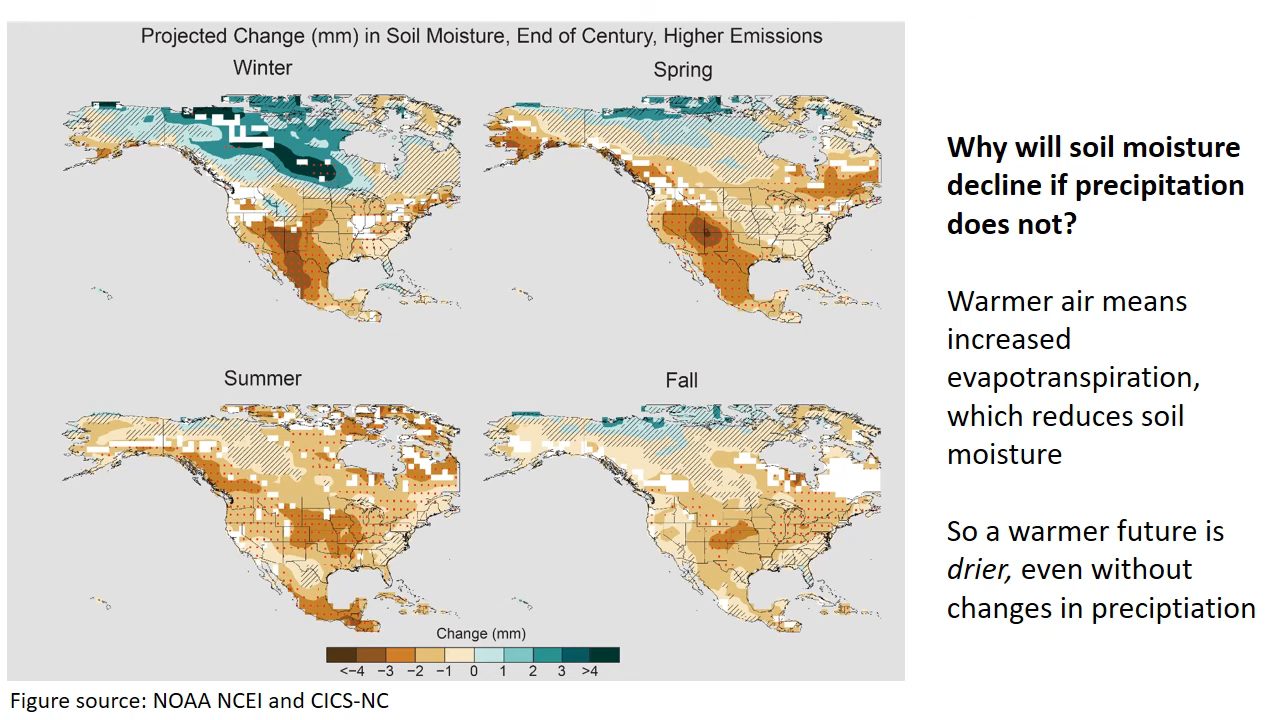 Projected Change (mm) in Soil Moisture, End of Century, Higher Emissions
Winter
Spring
Summer
Fall
Change (mm)
<−4 −3 −2 −1 0 1 2 3 >4
Figure source: NOAA NCEI and CICS-NC
Why will soil moisture
decline if precipitation
does not?
Warmer air means
increased
evapotranspiration,
which reduces soil
moisture
So a warmer future is
drier, even without
changes in preciptiation